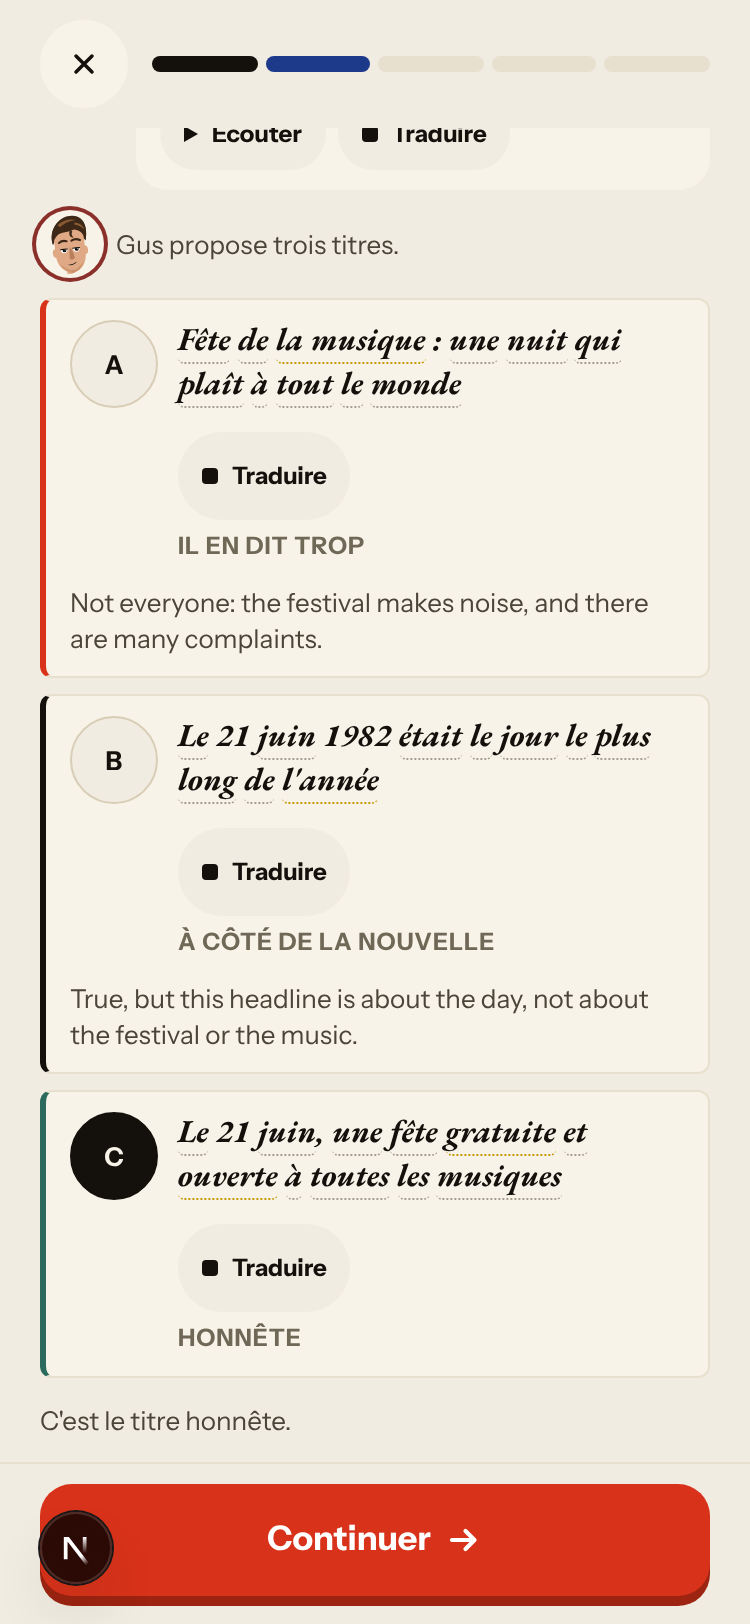 Écouter
Traduire
Gus propose trois titres.
A
Fête de la musique : une nuit qui
plaît à tout le monde
Traduire
IL EN DIT TROP
Not everyone: the festival makes noise, and there
are many complaints.
B
Le 21 juin 1982 était le jour le plus
long de l'année
Traduire
À CÔTÉ DE LA NOUVELLE
True, but this headline is about the day, not about
the festival or the music.
C
Le 21 juin, une fête gratuite et
ouverte à toutes les musiques
Traduire
HONNÊTE
C'est le titre honnête.
N
Continuer →